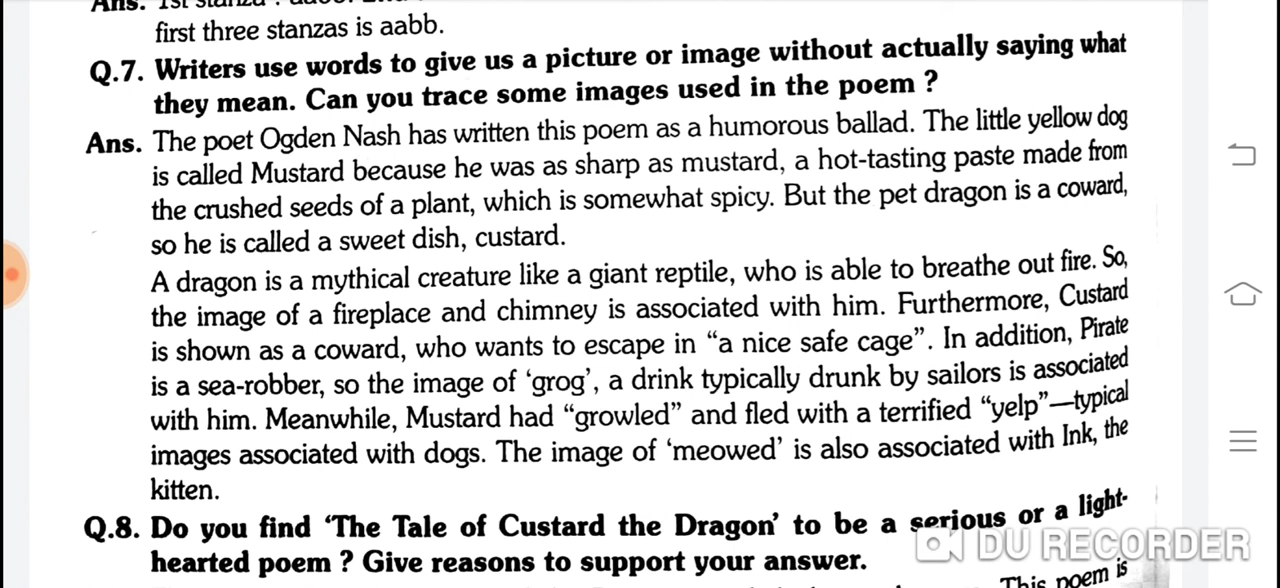 Ans. 1st stanza : aabb.
first three stanzas is aabb.
Q.7. Writers use words to give us a picture or image without actually saying what
they mean. Can you trace some images used in the poem ?
Ans. The poet Ogden Nash has written this poem as a humorous ballad. The little yellow dog
is called Mustard because he was as sharp as mustard, a hot-tasting paste made from
the crushed seeds of a plant, which is somewhat spicy. But the pet dragon is a coward,
so he is called a sweet dish, custard.
A dragon is a mythical creature like a giant reptile, who is able to breathe out fire. So,
the image of a fireplace and chimney is associated with him. Furthermore, Custard
is shown as a coward, who wants to escape in “a nice safe cage”. In addition, Pirate
is a sea-robber, so the image of ‘grog’, a drink typically drunk by sailors is associated
with him. Meanwhile, Mustard had “growled” and fled with a terrified “yelp”—typical
images associated with dogs. The image of ‘meowed’ is also associated with Ink, the
kitten.
Q.8. Do you find ‘The Tale of Custard the Dragon’ to be a serious or a light-
hearted poem ? Give reasons to support your answer.
DU RECORDER
This poem is